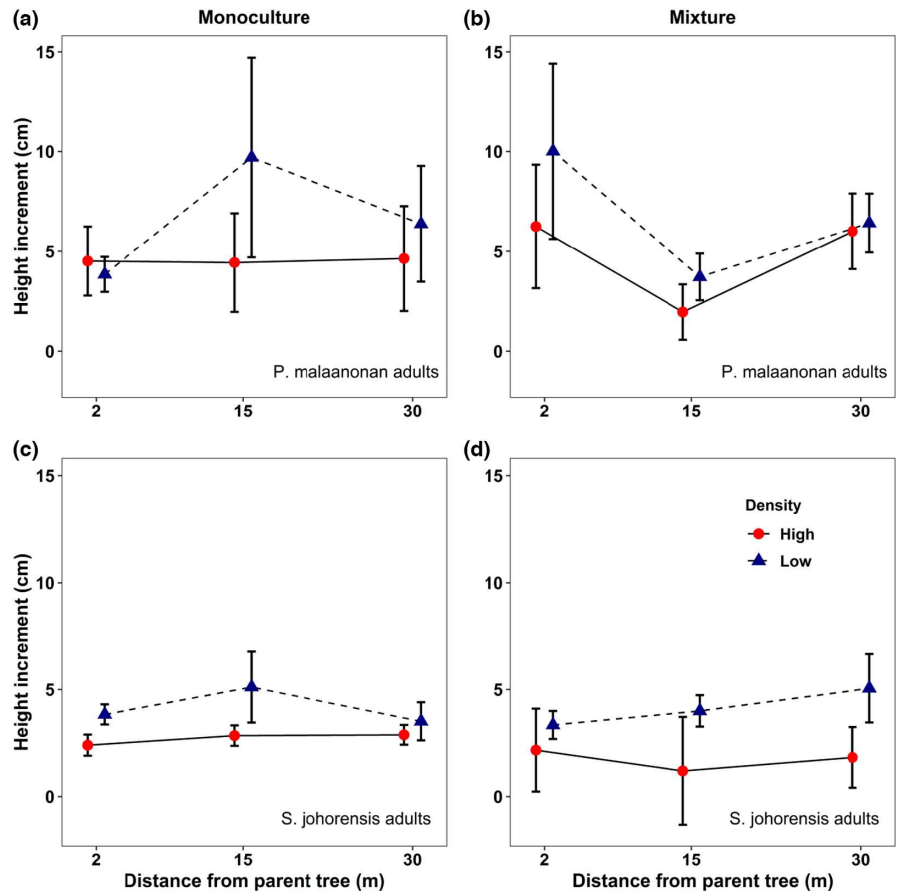 (a) Monoculture
(b) Mixture
Height increment (cm)
15
10
5
0
P. malaanonan adults
2 15 30
15
10
5
0
P. malaanonan adults
2 15 30
(c)
Height increment (cm)
15
10
5
0
S. johorensis adults
2 15 30
Distance from parent tree (m)
(d)
15
10
5
0
Density
High
Low
S. johorensis adults
2 15 30
Distance from parent tree (m)